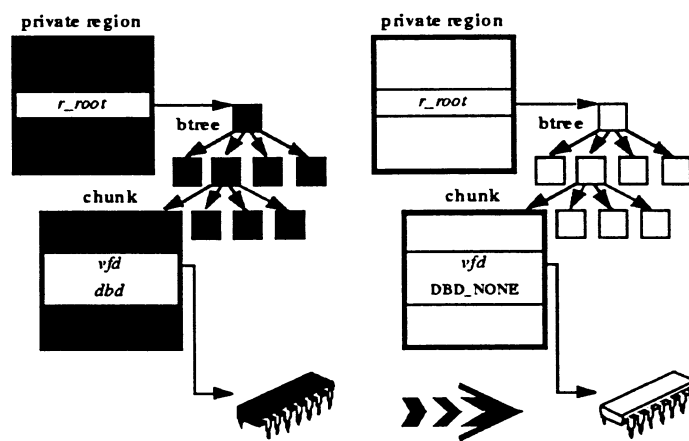 private region
r_root
btree
chunk
vfd
dbd
private region
r_root
btree
chunk
vfd
DBD_NONE